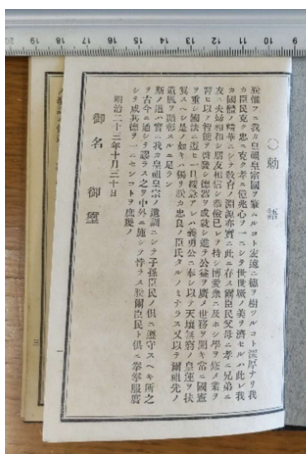 20 19 18 17 16 15 14 13 12 11 10 9
〇勅語
朕惟フニ我カ皇祖皇宗國ヲ肇ムルコト宏遠ニ德ヲ樹ツルコト深厚ナリ我
カ臣民克ク忠ニ克ク孝ニ億兆心ヲ一ニシテ世世厥ノ美ヲ濟セルハ此レ我
カ國體ノ精華ニシテ教育ノ淵源亦實ニ此ニ存ス爾臣民父母ニ孝ニ兄弟ニ
友ニ夫婦相和シ朋友相信シ恭儉己レヲ持シ博愛衆ニ及ホシ學ヲ修メ業ヲ
習ヒ以テ智能ヲ啓發シ德器ヲ成就シ進テ公益ヲ廣メ世務ヲ開キ常ニ國憲
ヲ重シ國法ニ遵ヒ一旦緩急アレハ義勇公ニ奉シ以テ天壤無窮ノ皇運ヲ扶
翼スヘシ是ノ如キハ獨リ朕カ忠良ノ臣民タルノミナラス又以テ爾祖先ノ
遺風ヲ顯彰スルニ足ラン
斯ノ道ハ實ニ我カ皇祖皇宗ノ遺訓ニシテ子孫臣民ノ俱ニ遵守スヘキ所之
ヲ古今ニ通シテ謬ラス之ヲ中外ニ施シテ悖ラス朕爾臣民ト俱ニ拳拳服膺
シテ咸其德ヲ一ニセンコトヲ庶幾フ
明治二十三年十月三十日
御名 御璽